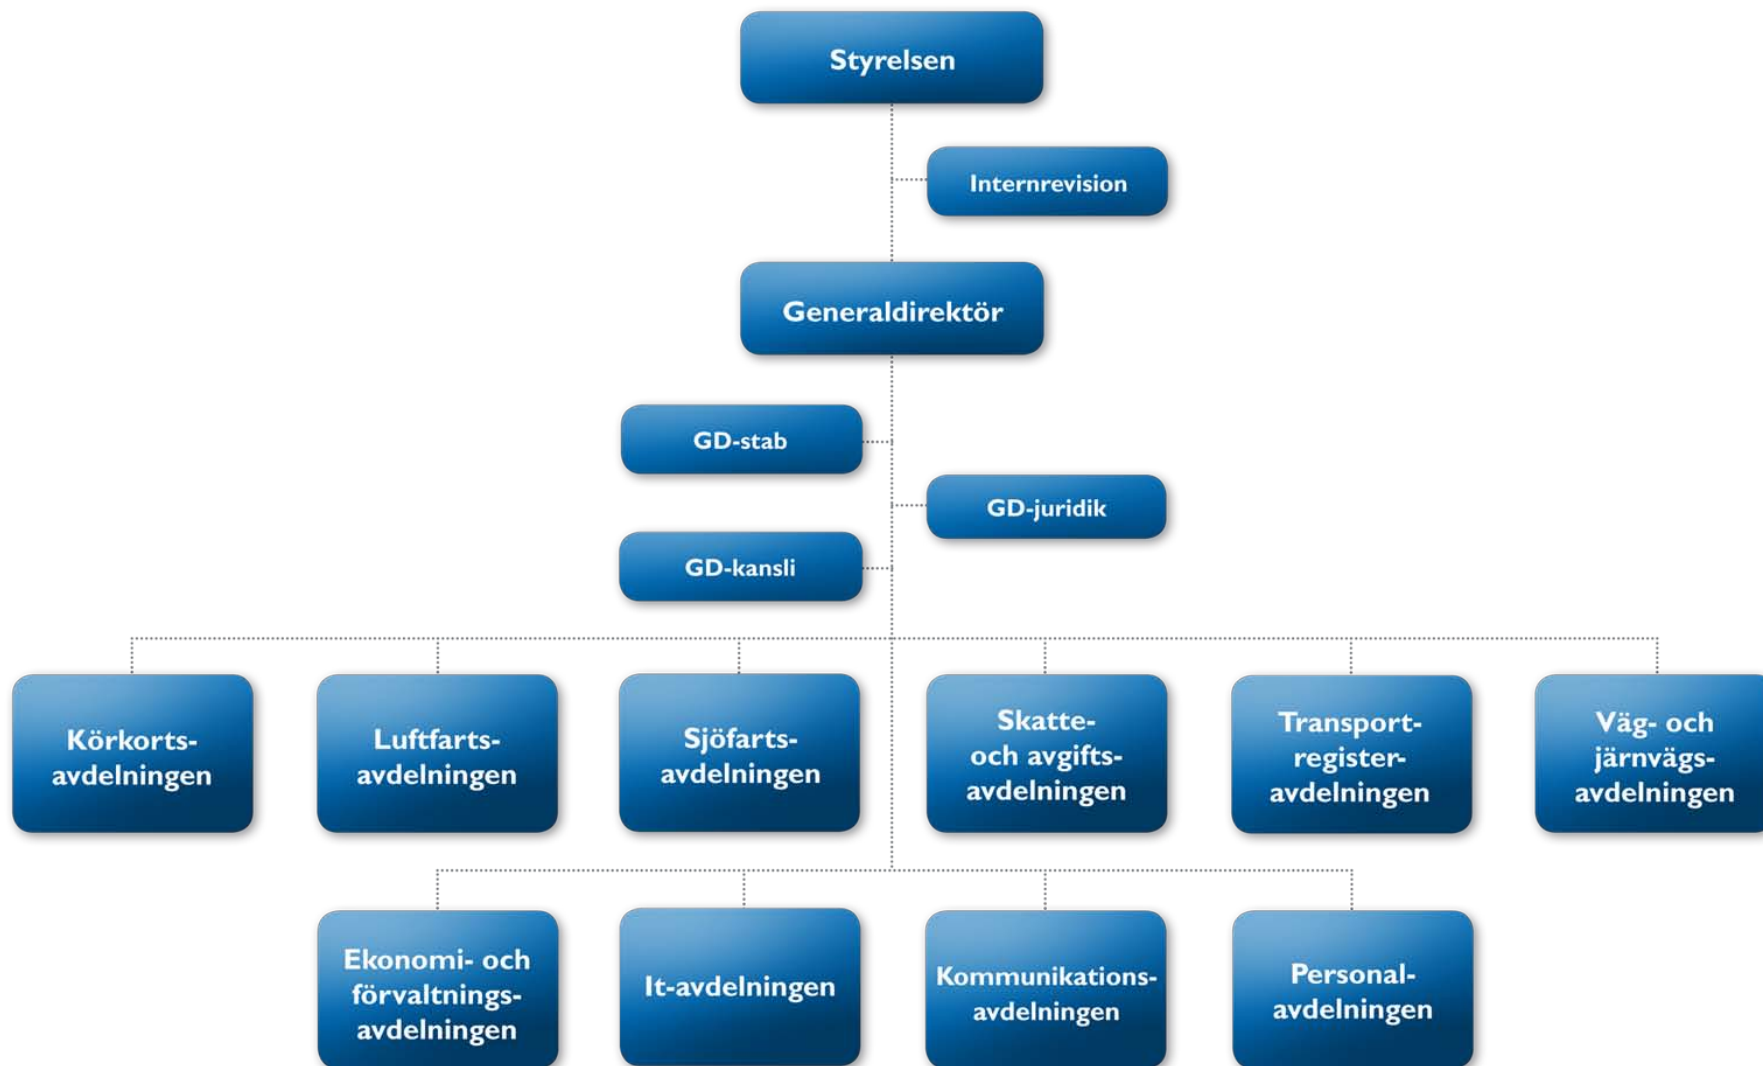 Styrelsen
Internrevision
Generaldirektör
GD-stab
GD-juridik
GD-kansli
Körkorts-
avdelningen
Luftfarts-
avdelningen
Sjöfarts-
avdelningen
Skatte-
och avgifts-
avdelningen
Transport-
register-
avdelningen
Väg- och
järnvägs-
avdelningen
Ekonomi- och
förvaltnings-
avdelningen
It-avdelningen
Kommunikations-
avdelningen
Personal-
avdelningen